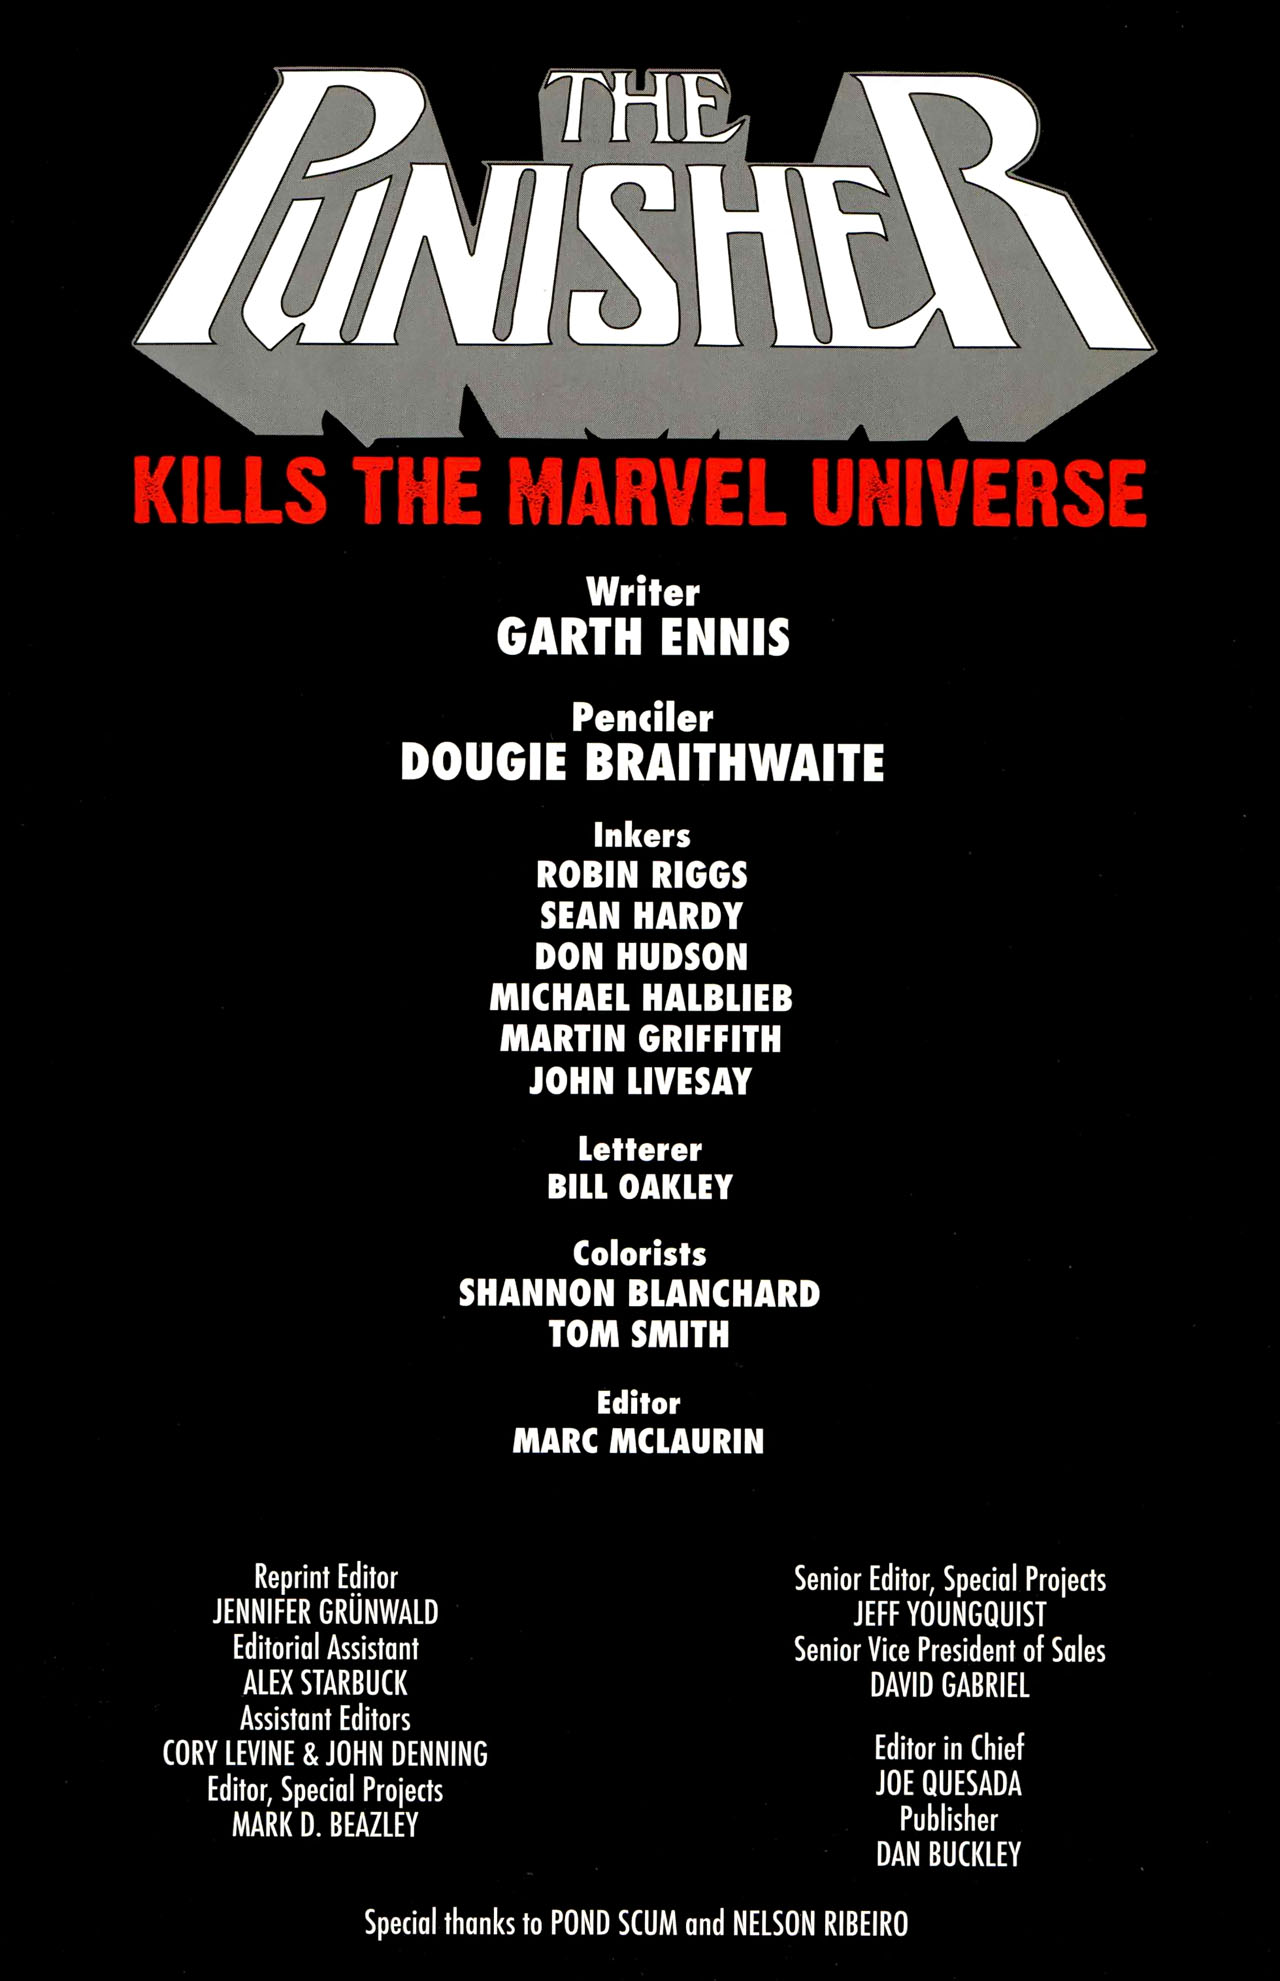 THE
PUNISHER
KILLS THE MARVEL UNIVERSE
Writer
GARTH ENNIS
Penciler
DOUGIE BRAITHWAITE
Inkers
ROBIN RIGGS
SEAN HARDY
DON HUDSON
MICHAEL HALBLIEB
MARTIN GRIFFITH
JOHN LIVESAY
Letterer
BILL OAKLEY
Colorists
SHANNON BLANCHARD
TOM SMITH
Editor
MARC MCLAURIN
Reprint Editor
JENNIFER GRÜNWALD
Editorial Assistant
ALEX STARBUCK
Assistant Editors
CORY LEVINE & JOHN DENNING
Editor, Special Projects
MARK D. BEAZLEY
Senior Editor, Special Projects
JEFF YOUNGQUIST
Senior Vice President of Sales
DAVID GABRIEL
Editor in Chief
JOE QUESADA
Publisher
DAN BUCKLEY
Special thanks to POND SCUM and NELSON RIBEIRO